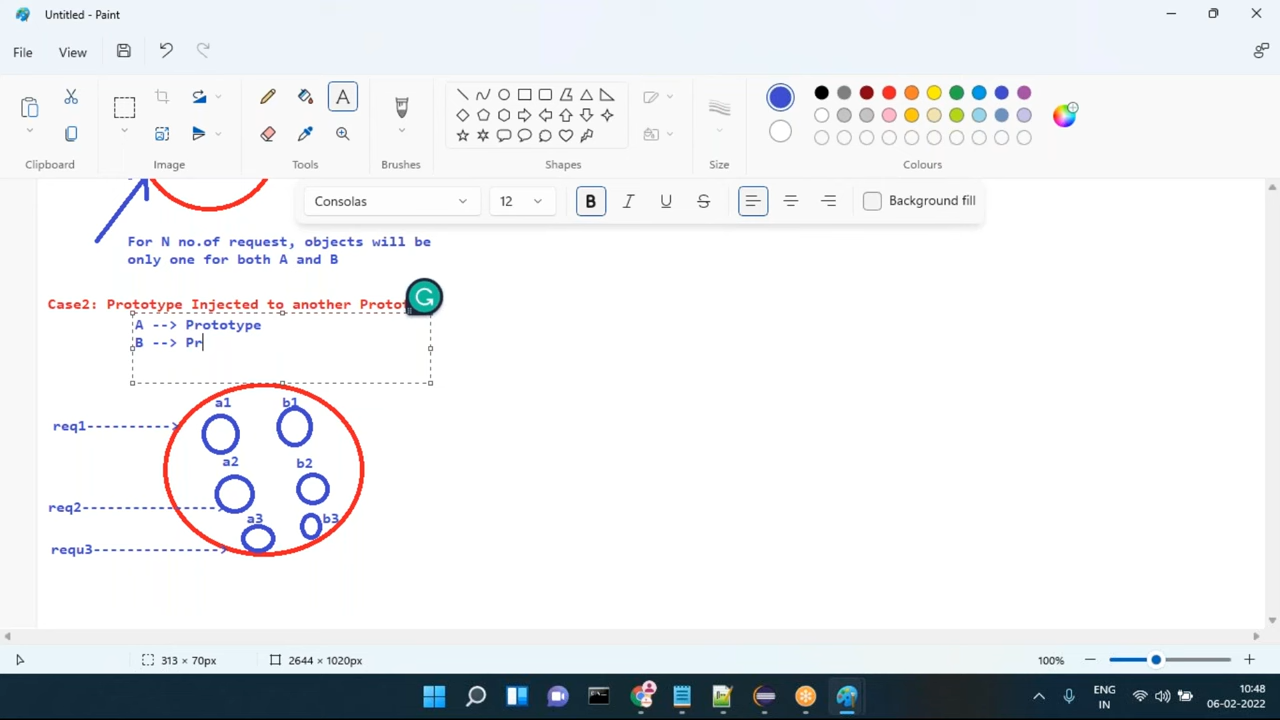 Untitled - Paint
File
View
Clipboard
Image
Tools
Brushes
Shapes
Size
Colours
Consolas
12
B
I
U
S
Background fill
For N no.of request, objects will be
only one for both A and B
Case2: Prototype Injected to another
A --> Prototype
B --> Pr
a1 b1
req1----------->
a2 b2
req2---------------->
a3 b3
requ3--------------->
313 × 70px
2644 × 1020px
100%
ENG
IN
10:48
06-02-2022